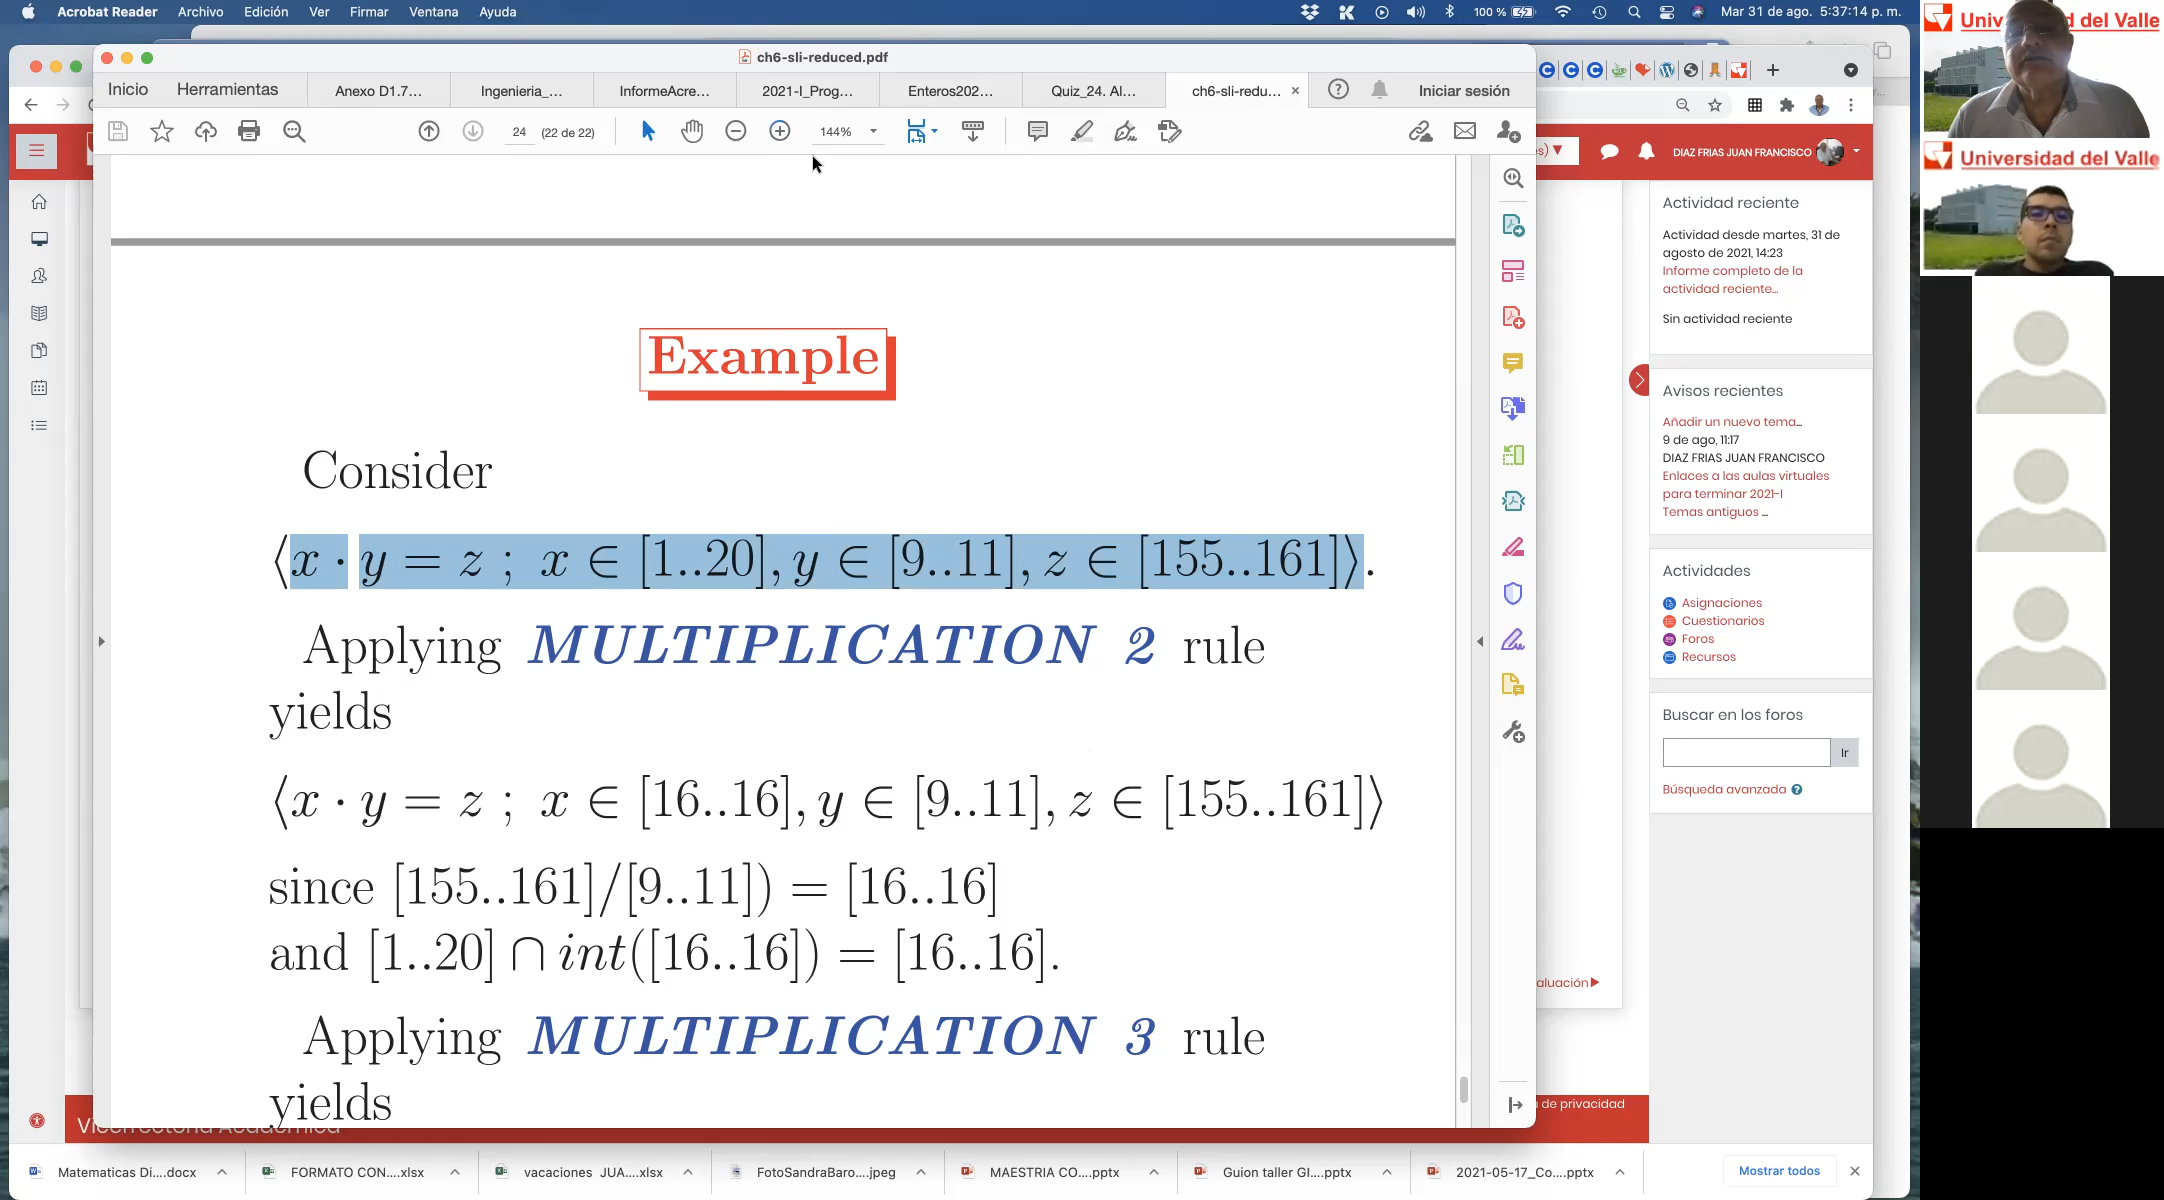 Acrobat Reader Archivo Edición Ver Firmar Ventana Ayuda
100 % Mar 31 de ago. 5:37:14 p. m.
ch6-sli-reduced.pdf
Inicio Herramientas Anexo D1.7... Ingenieria_... InformeAcre... 2021-I_Prog... Enteros202... Quiz_24. Al... ch6-sli-redu... × Iniciar sesión
24 (22 de 22) 144%
Example
Consider
⟨x · y = z ; x ∈ [1..20], y ∈ [9..11], z ∈ [155..161]⟩.
Applying MULTIPLICATION 2 rule
yields
⟨x · y = z ; x ∈ [16..16], y ∈ [9..11], z ∈ [155..161]⟩
since [155..161]/[9..11]) = [16..16]
and [1..20] ∩ int([16..16]) = [16..16].
Applying MULTIPLICATION 3 rule
yields
DIAZ FRIAS JUAN FRANCISCO
Actividad reciente
Actividad desde martes, 31 de
agosto de 2021, 14:23
Informe completo de la
actividad reciente...
Sin actividad reciente
Avisos recientes
Añadir un nuevo tema...
9 de ago, 11:17
DIAZ FRIAS JUAN FRANCISCO
Enlaces a las aulas virtuales
para terminar 2021-I
Temas antiguos ...
Actividades
Asignaciones
Cuestionarios
Foros
Recursos
Buscar en los foros
Ir
Búsqueda avanzada
aluación
de privacidad
Vicerrectoría Académica
Matematicas Di....docx FORMATO CON....xlsx vacaciones JUA....xlsx FotoSandraBaro....jpeg MAESTRIA CO....pptx Guion taller GI....pptx 2021-05-17_Co....pptx Mostrar todos
Univ d del Valle
Universidad del Valle